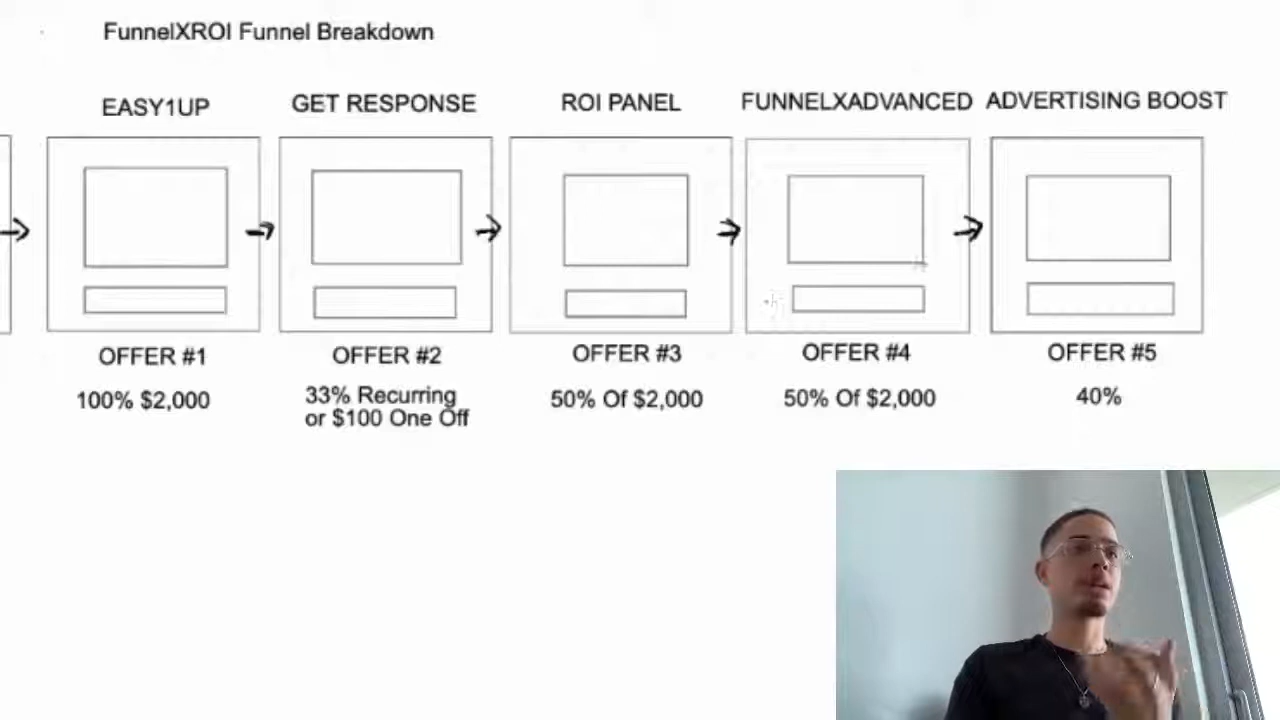 FunnelXROI Funnel Breakdown
EASY1UP
GET RESPONSE
ROI PANEL
FUNNELXADVANCED
ADVERTISING BOOST
OFFER #1
OFFER #2
OFFER #3
OFFER #4
OFFER #5
100% $2,000
33% Recurring
or $100 One Off
50% Of $2,000
50% Of $2,000
40%